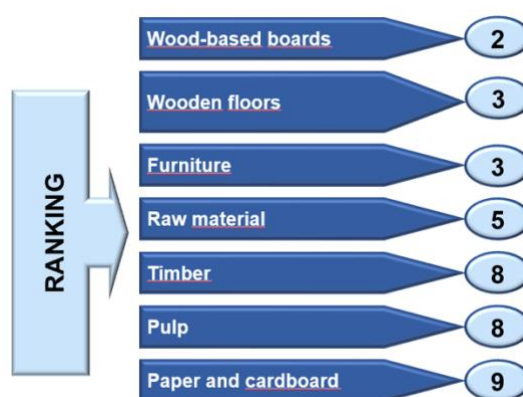 RANKING
Wood-based boards 2
Wooden floors 3
Furniture 3
Raw material 5
Timber 8
Pulp 8
Paper and cardboard 9